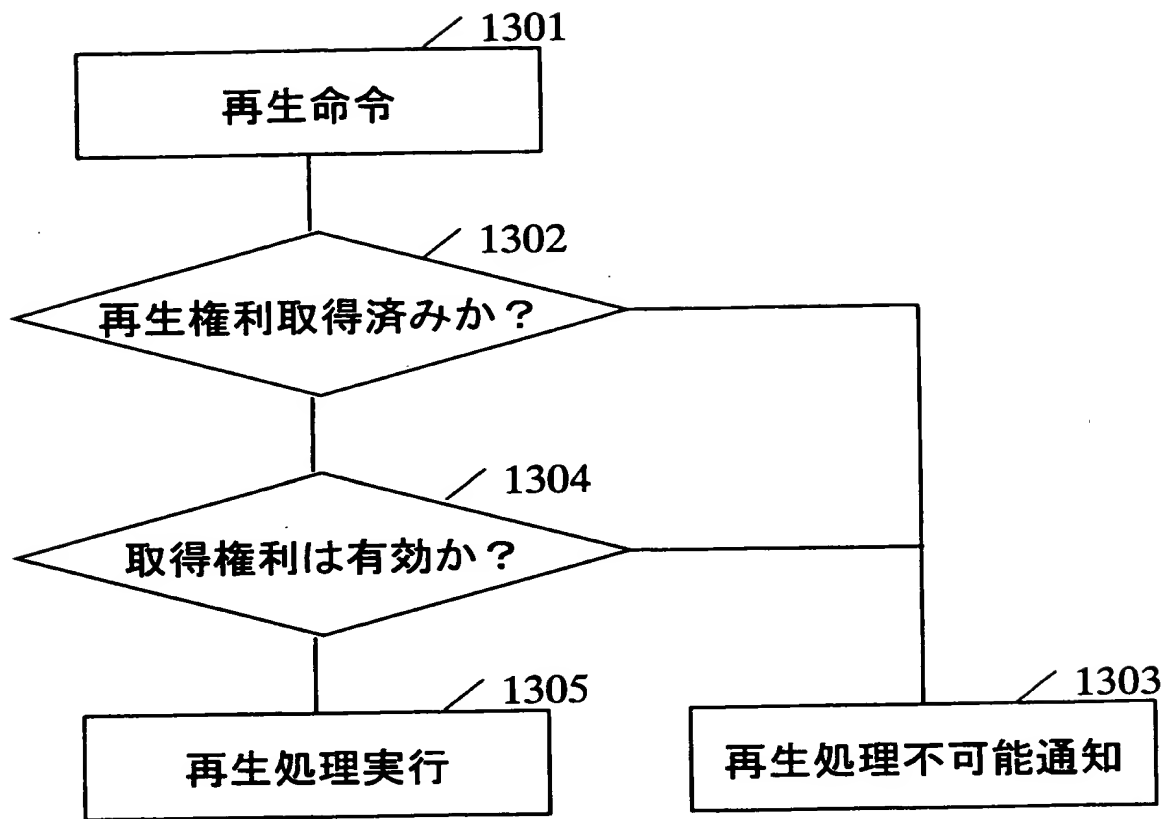 1301
再生命令
1302
再生権利取得済みか？
1304
取得権利は有効か？
1305
再生処理実行
1303
再生処理不可能通知